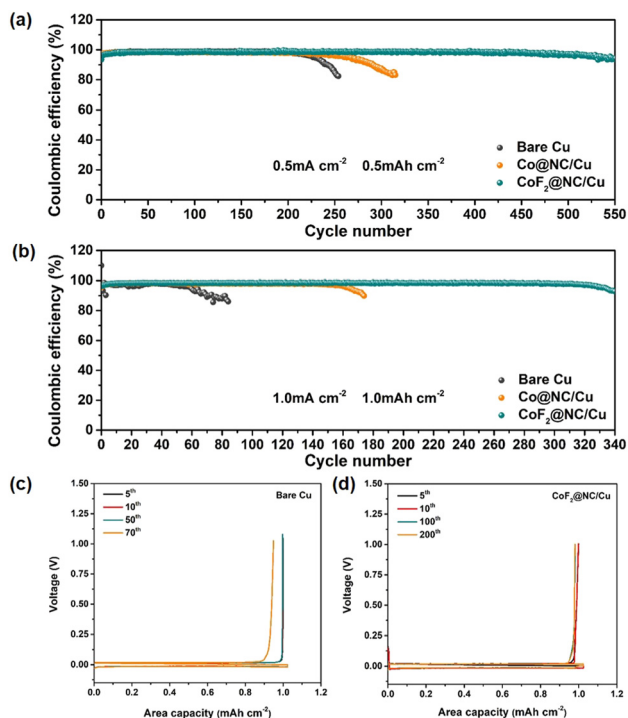 (a)
Coulombic efficiency (%)
120
100
80
60
40
20
0
0.5mA cm⁻² 0.5mAh cm⁻²
Bare Cu
Co@NC/Cu
CoF₂@NC/Cu
0 50 100 150 200 250 300 350 400 450 500 550
Cycle number
(b)
Coulombic efficiency (%)
120
100
80
60
40
20
0
1.0mA cm⁻² 1.0mAh cm⁻²
Bare Cu
Co@NC/Cu
CoF₂@NC/Cu
0 20 40 60 80 100 120 140 160 180 200 220 240 260 280 300 320 340
Cycle number
(c)
Voltage (V)
1.50
1.25
1.00
0.75
0.50
0.25
0.00
5th
10th
50th
70th
Bare Cu
0.0 0.2 0.4 0.6 0.8 1.0 1.2
Area capacity (mAh cm⁻²)
(d)
Voltage (V)
1.50
1.25
1.00
0.75
0.50
0.25
0.00
5th
10th
100th
200th
CoF₂@NC/Cu
0.0 0.2 0.4 0.6 0.8 1.0 1.2
Area capacity (mAh cm⁻²)